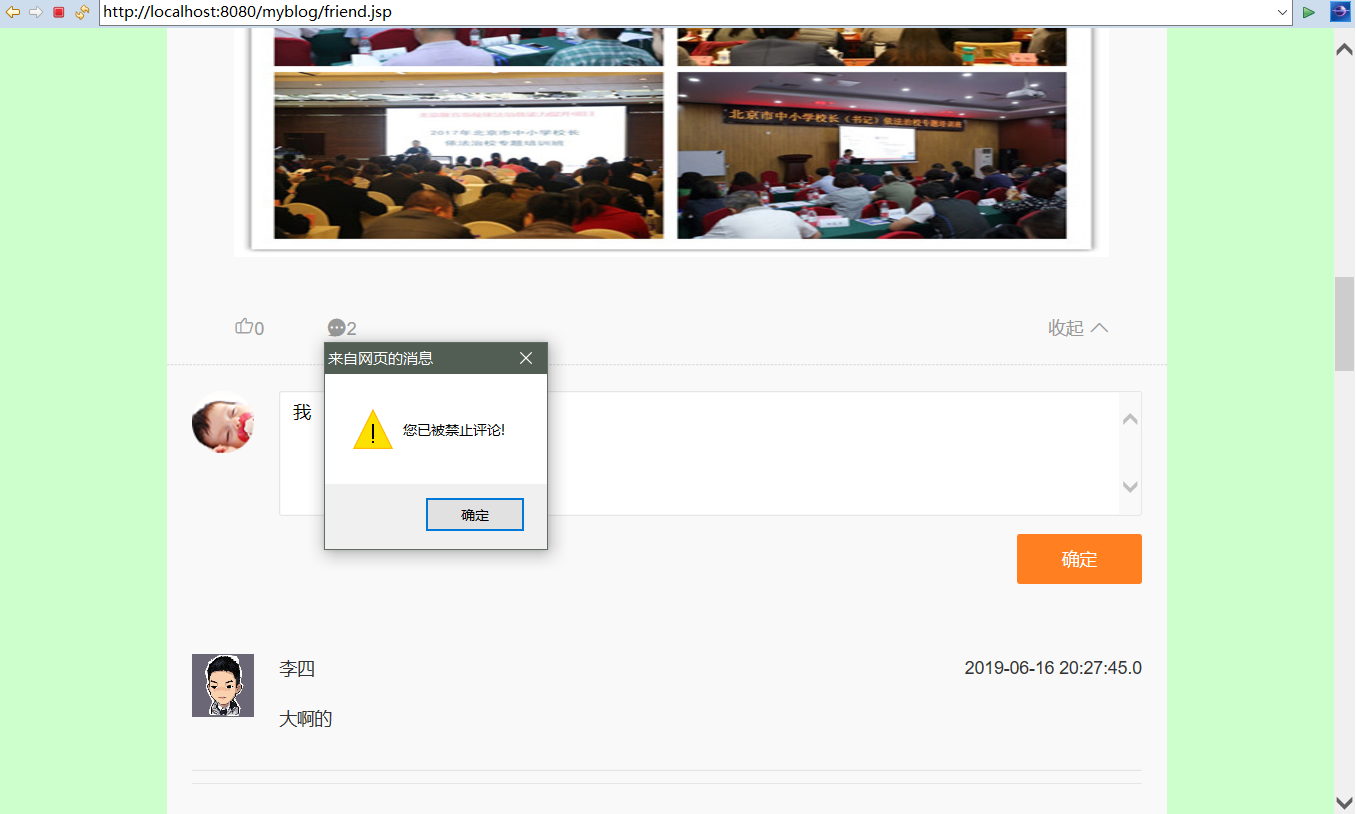 http://localhost:8080/myblog/friend.jsp
2017年北京市中小学校长
依法治校专题培训班
北京市中小学校长（书记）依法治校专题培训班
0
2
收起
来自网页的消息
我
您已被禁止评论!
确定
确定
李四
2019-06-16 20:27:45.0
大啊的